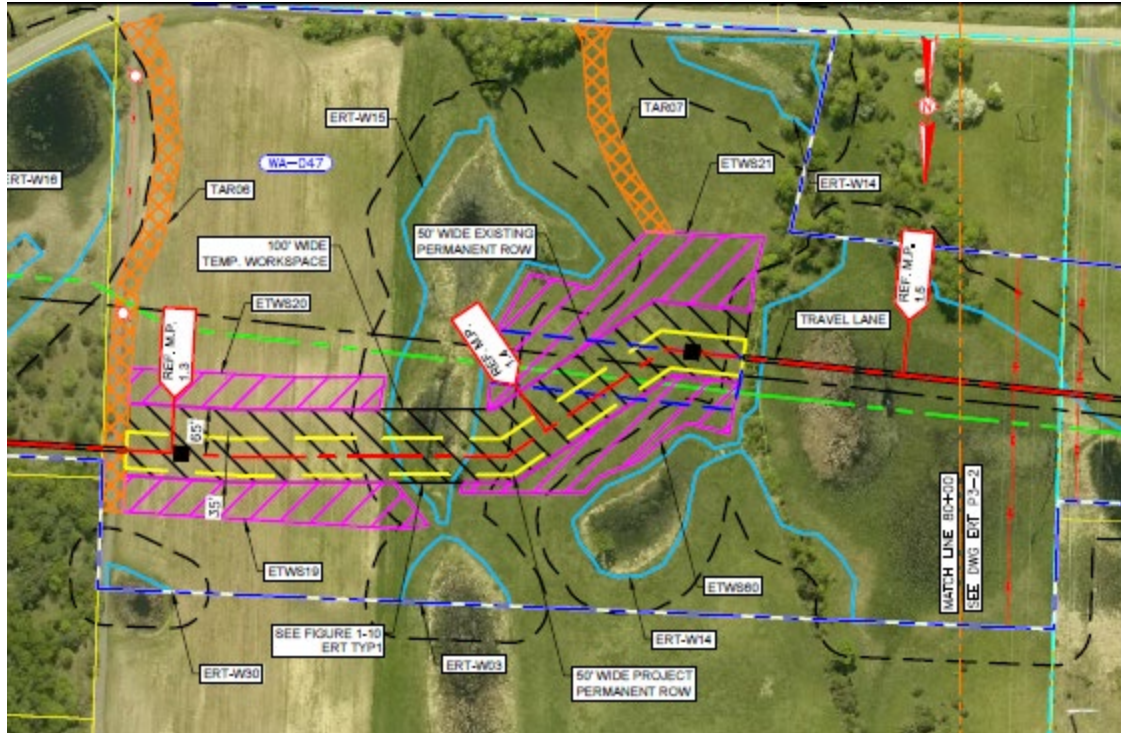 ERT-W15
TAR07
ETWS21
N
WA-047
ERT-W16
TAR06
ERT-W14
50' WIDE EXISTING
PERMANENT ROW
100' WIDE
TEMP. WORKSPACE
REF. M.P.
1.5
ETWS20
TRAVEL LANE
REF. M.P.
1.3
REF. M.P.
1.4
65'
35'
MATCH LINE 80+00
SEE DWG ERT P3-2
ETWS19
ETWS60
SEE FIGURE 1-10
ERT TYP1
ERT-W14
ERT-W30
ERT-W03
50' WIDE PROJECT
PERMANENT ROW